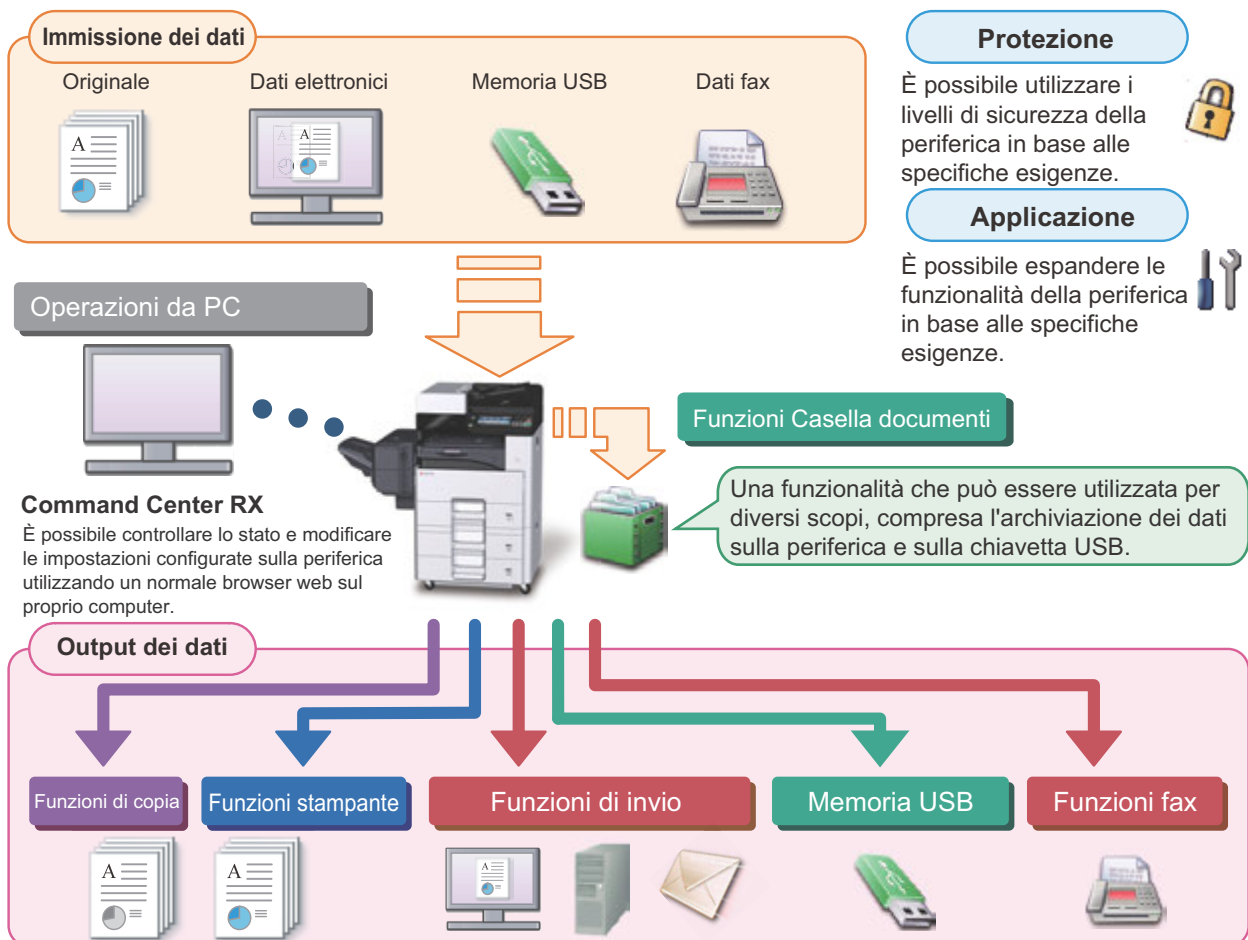 Immissione dei dati
Originale
Dati elettronici
Memoria USB
Dati fax
Protezione
È possibile utilizzare i
livelli di sicurezza della
periferica in base alle
specifiche esigenze.
Applicazione
È possibile espandere le
funzionalità della periferica
in base alle specifiche
esigenze.
Operazioni da PC
Command Center RX
È possibile controllare lo stato e modificare
le impostazioni configurate sulla periferica
utilizzando un normale browser web sul
proprio computer.
Funzioni Casella documenti
Una funzionalità che può essere utilizzata per
diversi scopi, compresa l'archiviazione dei dati
sulla periferica e sulla chiavetta USB.
Output dei dati
Funzioni di copia
Funzioni stampante
Funzioni di invio
Memoria USB
Funzioni fax